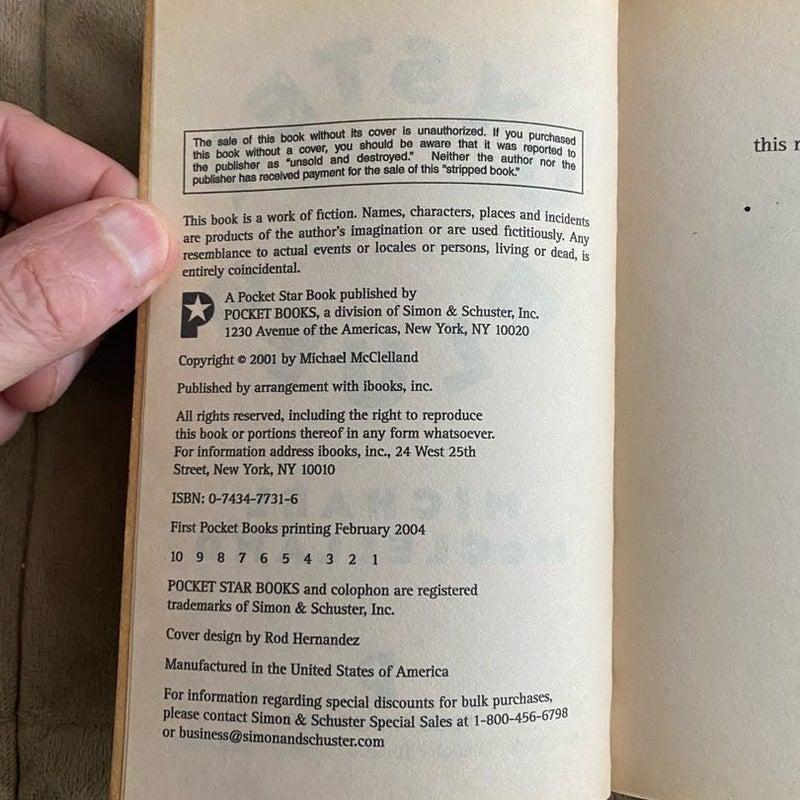 The sale of this book without its cover is unauthorized. If you purchased
this book without a cover, you should be aware that it was reported to
the publisher as "unsold and destroyed." Neither the author nor the
publisher has received payment for the sale of this "stripped book."
This book is a work of fiction. Names, characters, places and incidents
are products of the author's imagination or are used fictitiously. Any
resemblance to actual events or locales or persons, living or dead, is
entirely coincidental.
A Pocket Star Book published by
POCKET BOOKS, a division of Simon & Schuster, Inc.
1230 Avenue of the Americas, New York, NY 10020
Copyright © 2001 by Michael McClelland
Published by arrangement with ibooks, inc.
All rights reserved, including the right to reproduce
this book or portions thereof in any form whatsoever.
For information address ibooks, inc., 24 West 25th
Street, New York, NY 10010
ISBN: 0-7434-7731-6
First Pocket Books printing February 2004
10 9 8 7 6 5 4 3 2 1
POCKET STAR BOOKS and colophon are registered
trademarks of Simon & Schuster, Inc.
Cover design by Rod Hernandez
Manufactured in the United States of America
For information regarding special discounts for bulk purchases,
please contact Simon & Schuster Special Sales at 1-800-456-6798
or business@simonandschuster.com
this